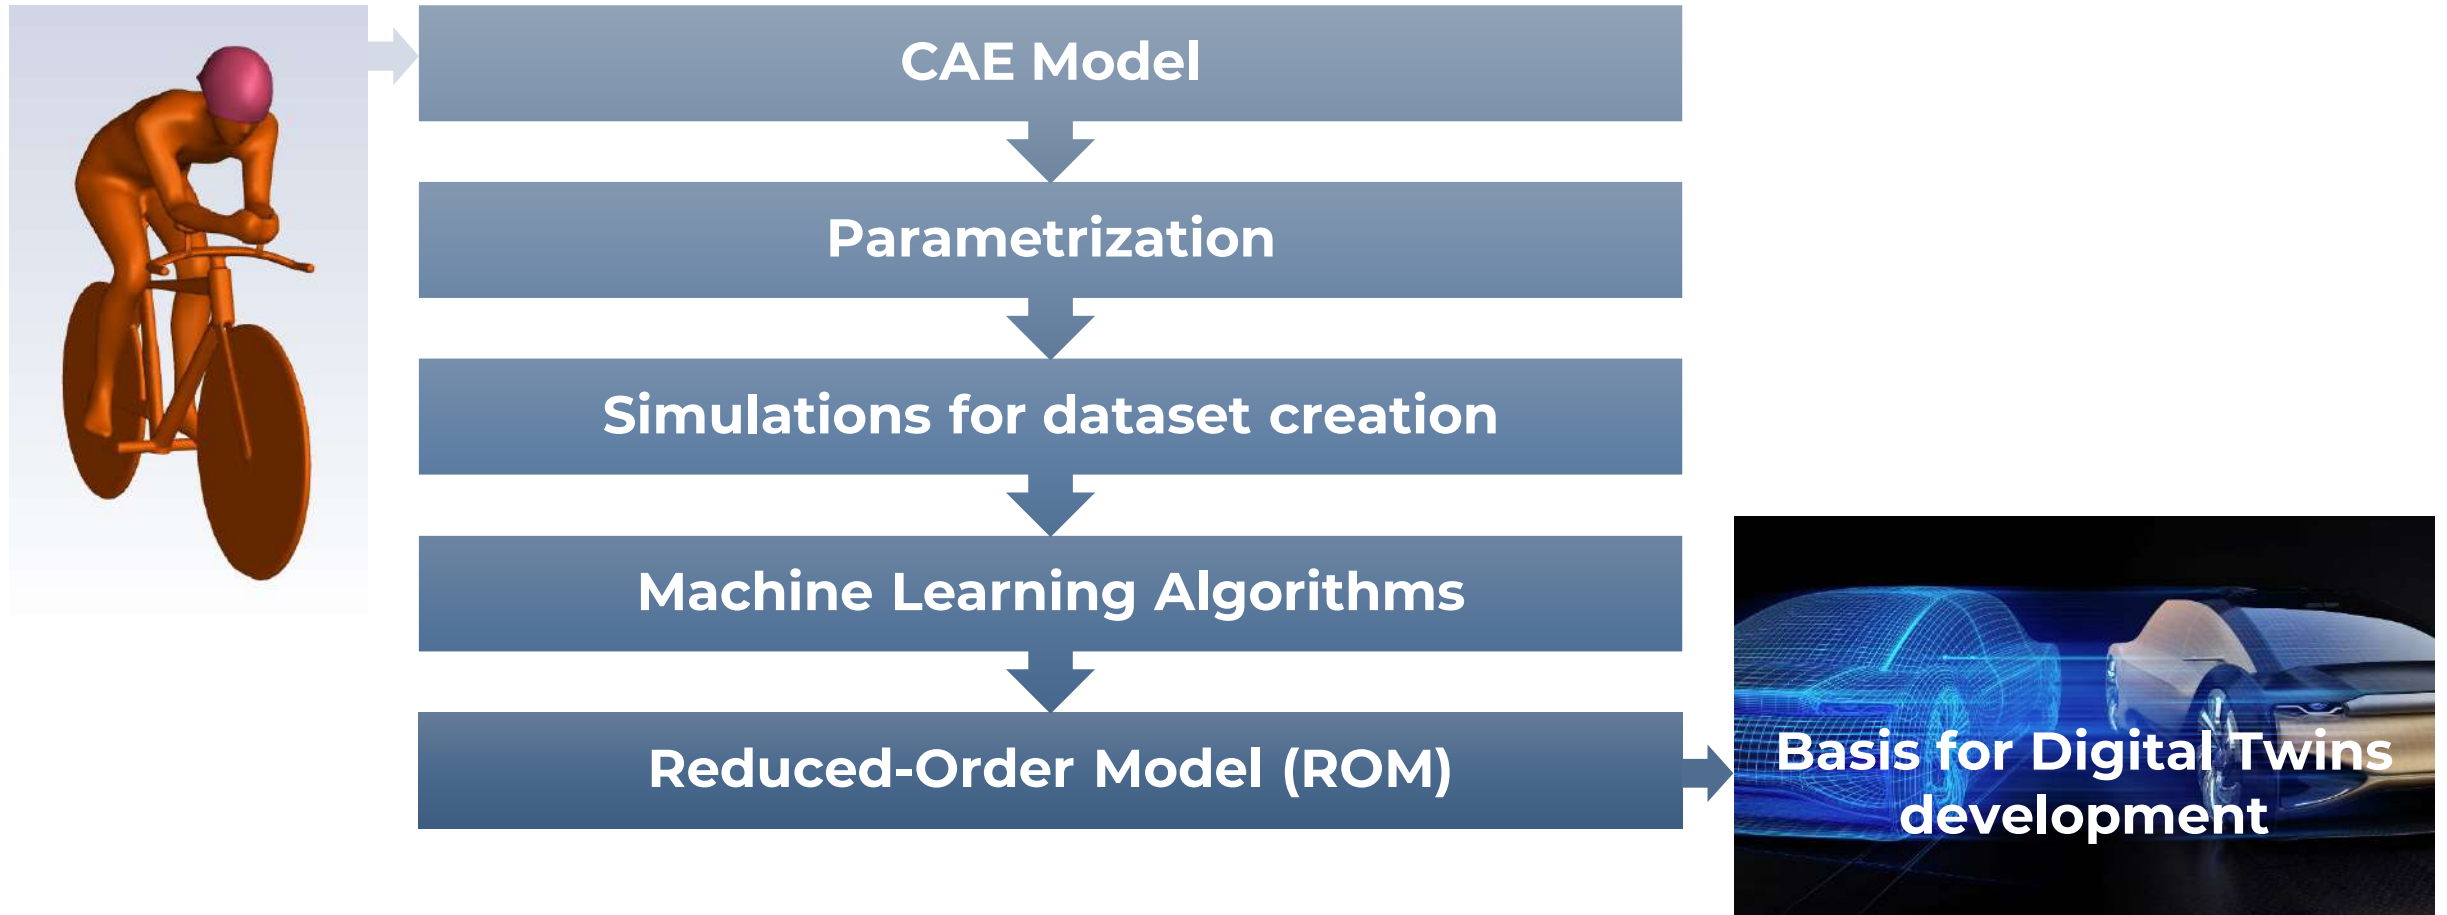 CAE Model
Parametrization
Simulations for dataset creation
Machine Learning Algorithms
Reduced-Order Model (ROM)
Basis for Digital Twins
development